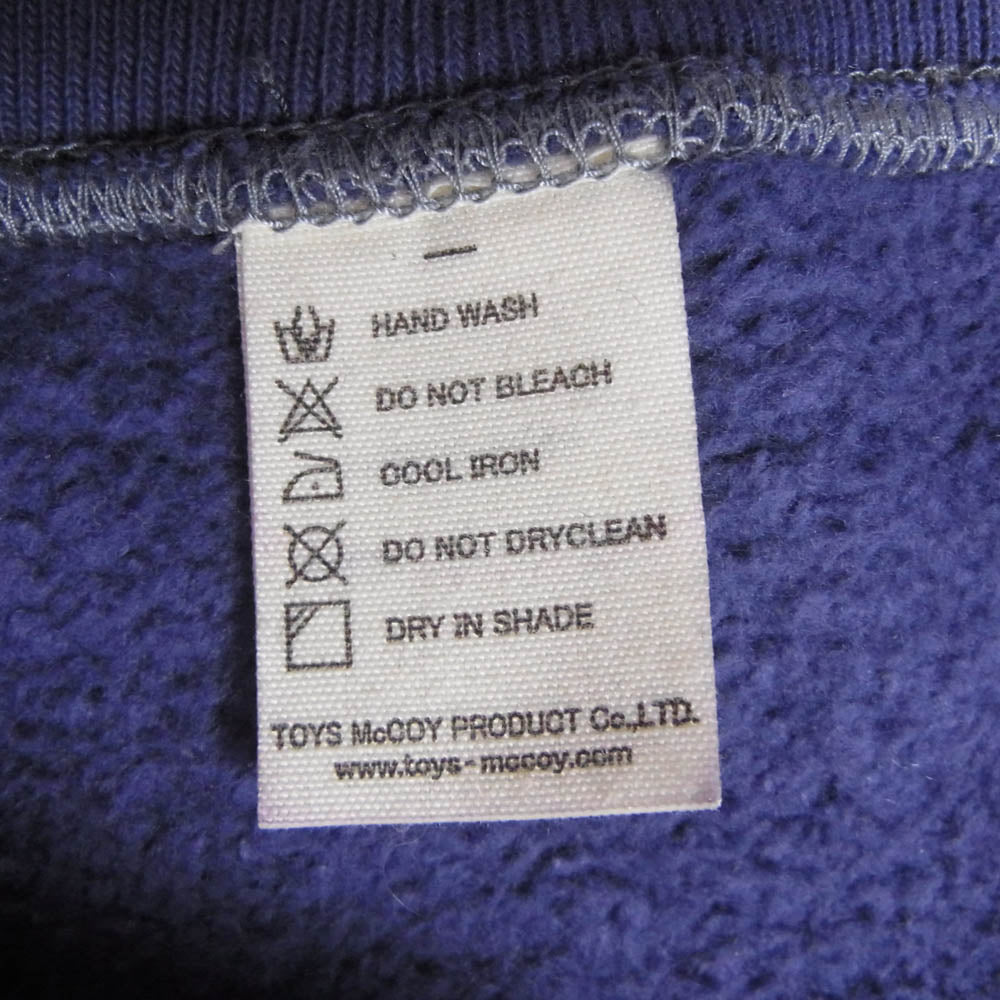 HAND WASH
DO NOT BLEACH
COOL IRON
DO NOT DRYCLEAN
DRY IN SHADE
TOYS McCOY PRODUCT Co.,LTD.
www.toys-mccoy.com